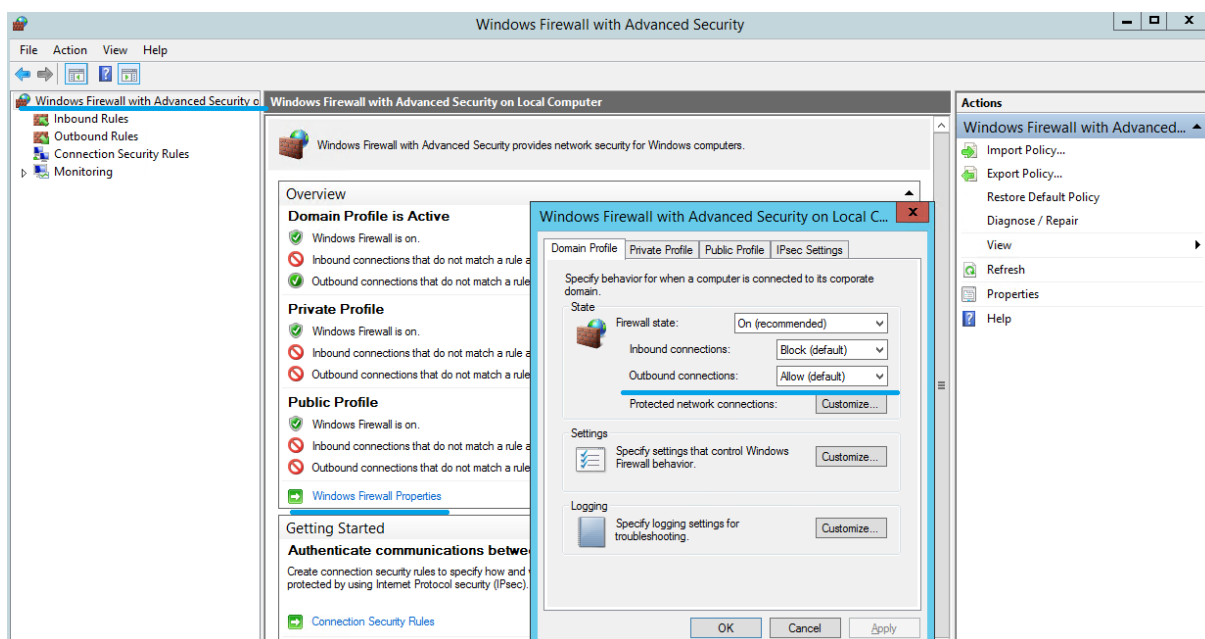 Windows Firewall with Advanced Security
File Action View Help
Windows Firewall with Advanced Security o
Inbound Rules
Outbound Rules
Connection Security Rules
Monitoring
Windows Firewall with Advanced Security on Local Computer
Windows Firewall with Advanced Security provides network security for Windows computers.
Overview
Domain Profile is Active
Windows Firewall is on.
Inbound connections that do not match a rule a
Outbound connections that do not match a rule
Private Profile
Windows Firewall is on.
Inbound connections that do not match a rule a
Outbound connections that do not match a rule
Public Profile
Windows Firewall is on.
Inbound connections that do not match a rule a
Outbound connections that do not match a rule
Windows Firewall Properties
Getting Started
Authenticate communications betwee
Create connection security rules to specify how and
protected by using Internet Protocol security (IPsec).
Connection Security Rules
Windows Firewall with Advanced Security on Local C...
Domain Profile Private Profile Public Profile IPsec Settings
Specify behavior for when a computer is connected to its corporate
domain.
State
Firewall state: On (recommended)
Inbound connections: Block (default)
Outbound connections: Allow (default)
Protected network connections: Customize...
Settings
Specify settings that control Windows
Firewall behavior.
Customize...
Logging
Specify logging settings for
troubleshooting.
Customize...
OK Cancel Apply
Actions
Windows Firewall with Advanced...
Import Policy...
Export Policy...
Restore Default Policy
Diagnose / Repair
View
Refresh
Properties
Help